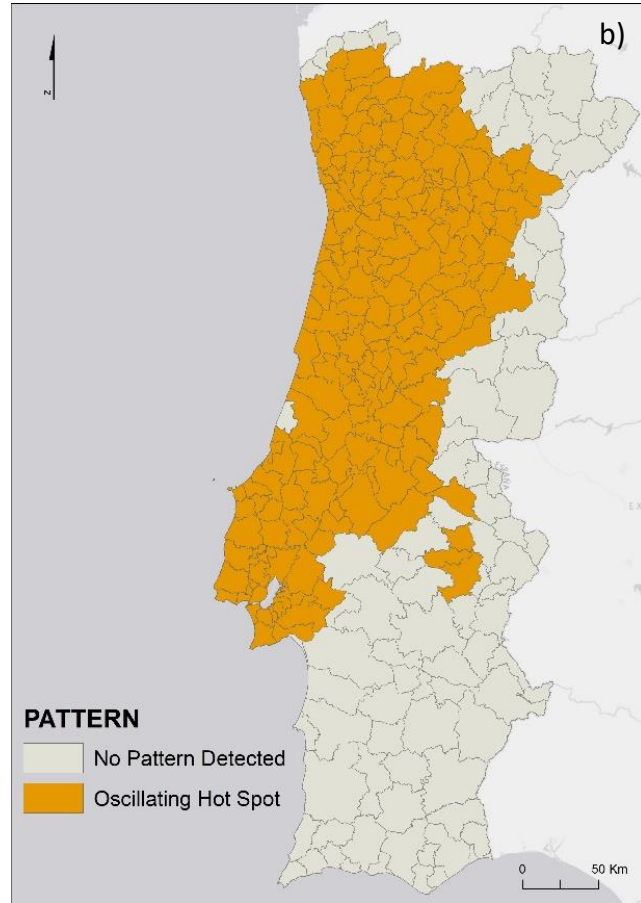 b)
N
PATTERN
No Pattern Detected
Oscillating Hot Spot
0 50 Km